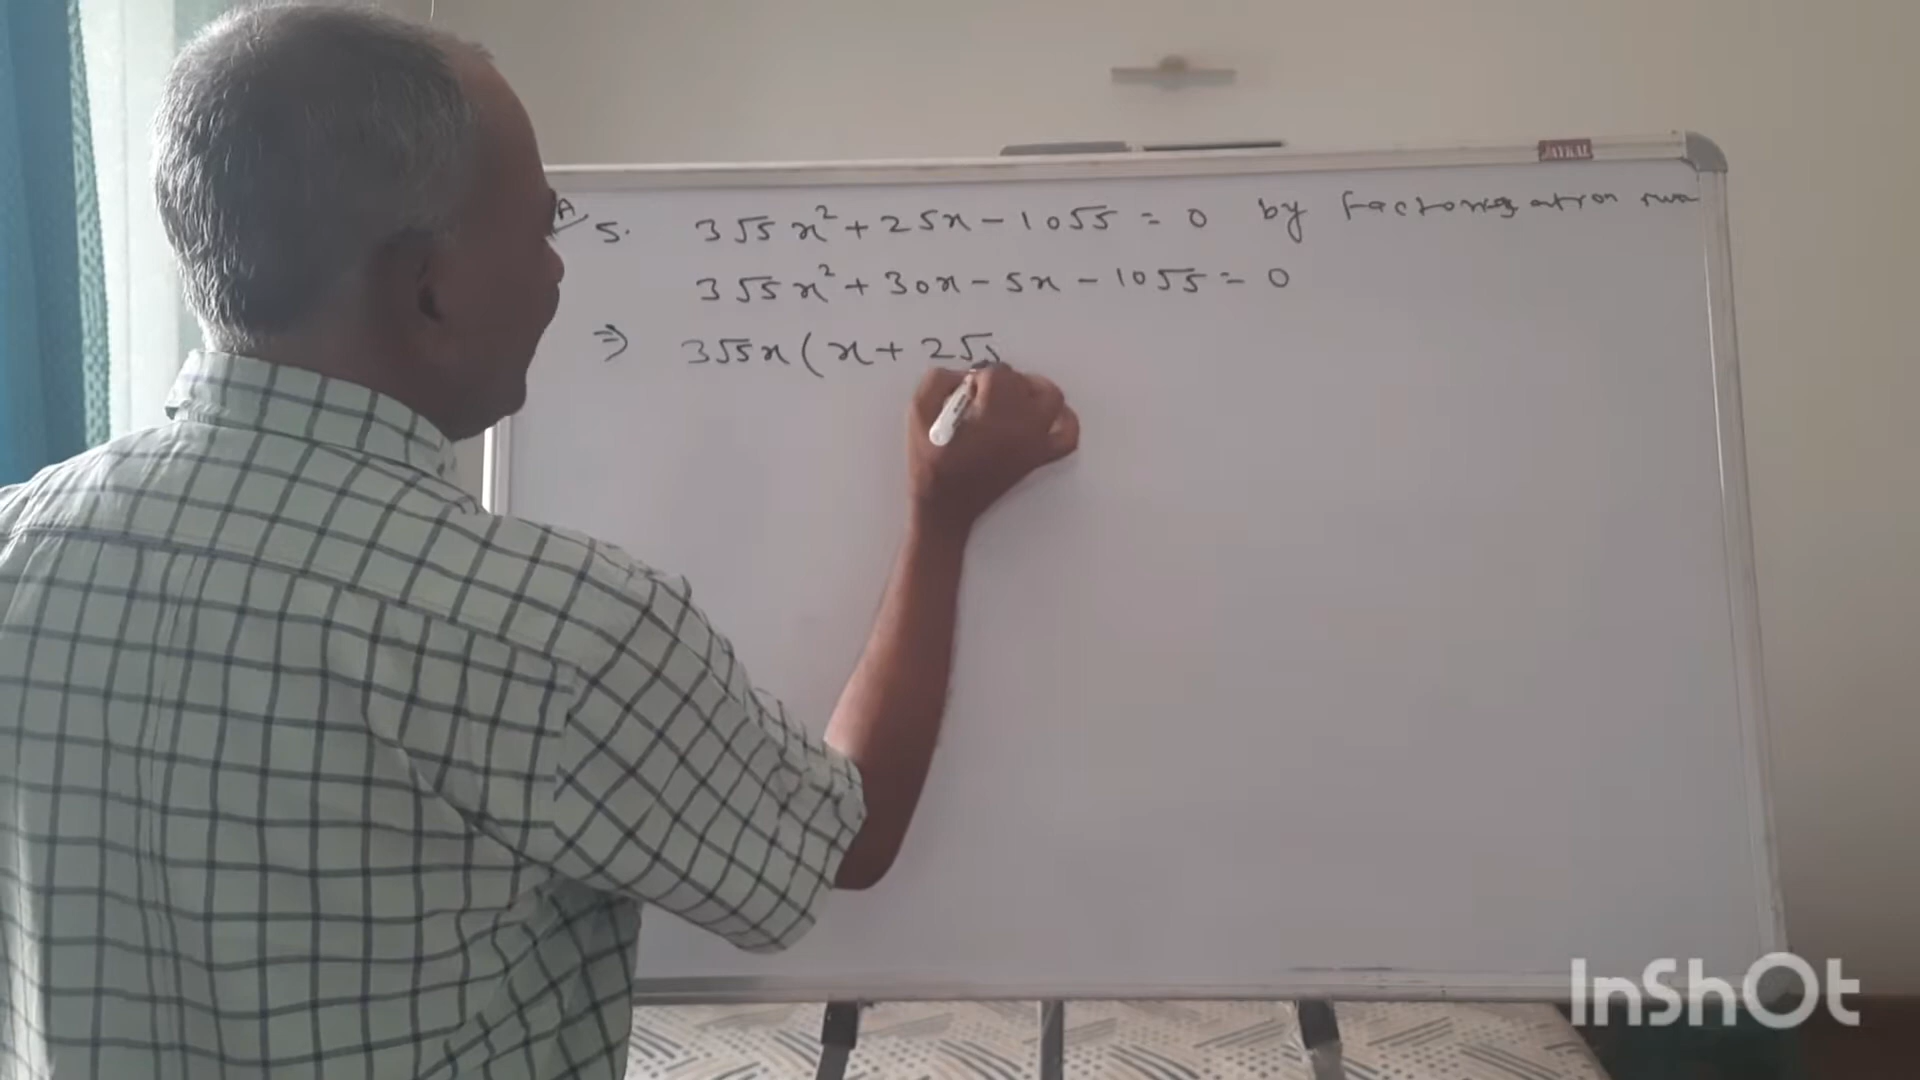 JAYKAL
A 5. 3√5x² + 25x - 10√5 = 0 by factorization
3√5x² + 30x - 5x - 10√5 = 0
⇒ 3√5x(x + 2√5
InShOt